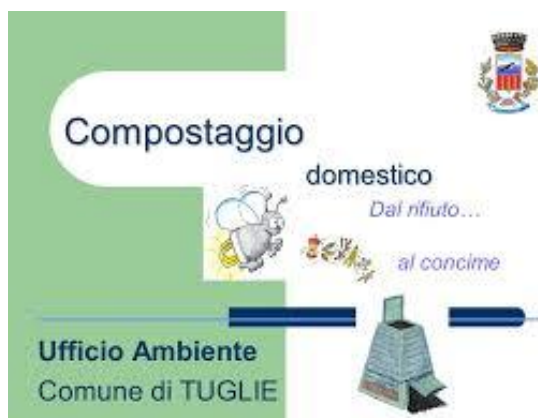 Compostaggio
domestico
Dal rifiuto...
al concime
Ufficio Ambiente
Comune di TUGLIE